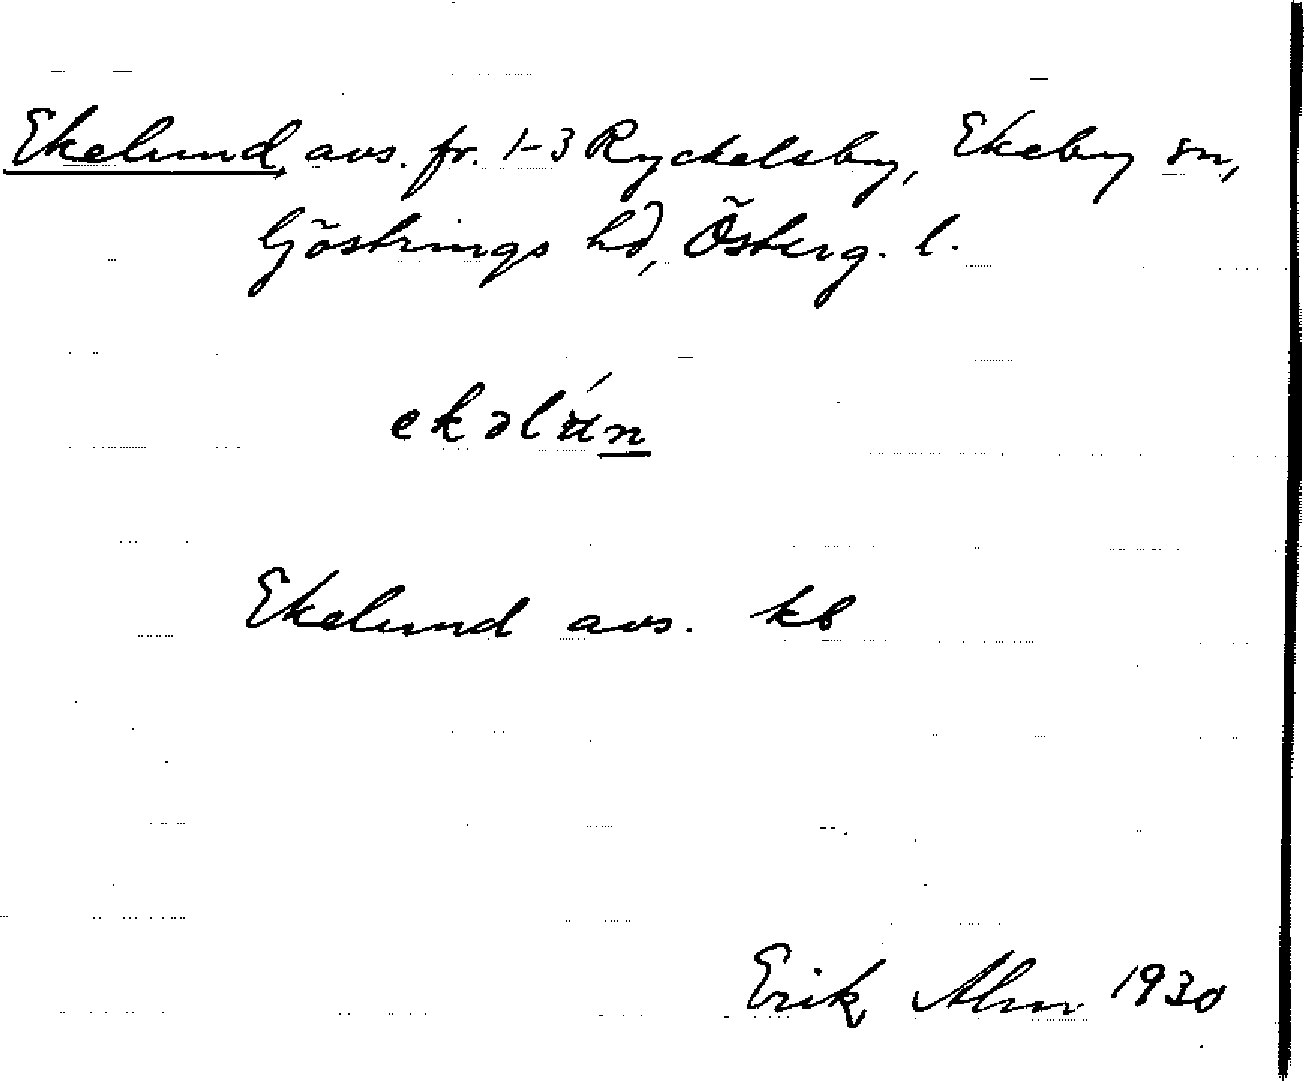 Ekelund, avs. fr. 1-3 Ryckelsby, Ekeby sn,
Göstrings hd, Österg. l.
ekəlún
Ekelund avs. kb
Erik Alm 1930